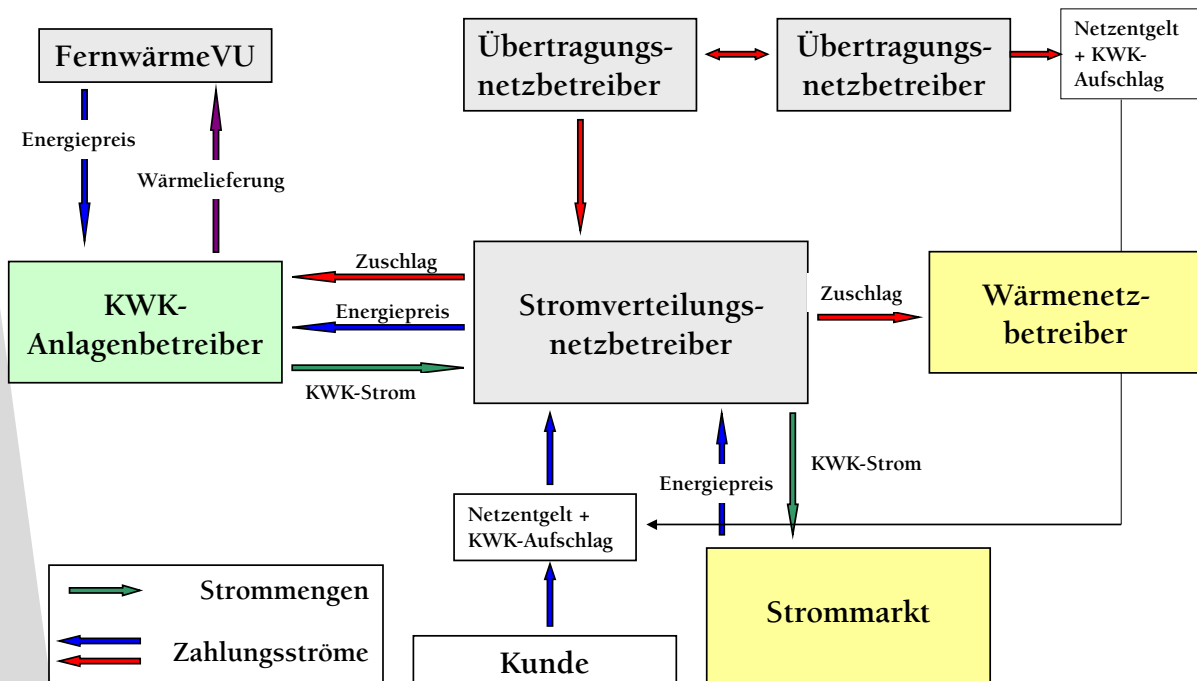 FernwärmeVU
Übertragungs-
netzbetreiber
Übertragungs-
netzbetreiber
Netzentgelt
+ KWK-
Aufschlag
Energiepreis
Wärmelieferung
KWK-
Anlagenbetreiber
Zuschlag
Energiepreis
KWK-Strom
Stromverteilungs-
netzbetreiber
Zuschlag
Wärmenetz-
betreiber
KWK-Strom
Energiepreis
Netzentgelt +
KWK-Aufschlag
Strommengen
Zahlungsströme
Kunde
Strommarkt